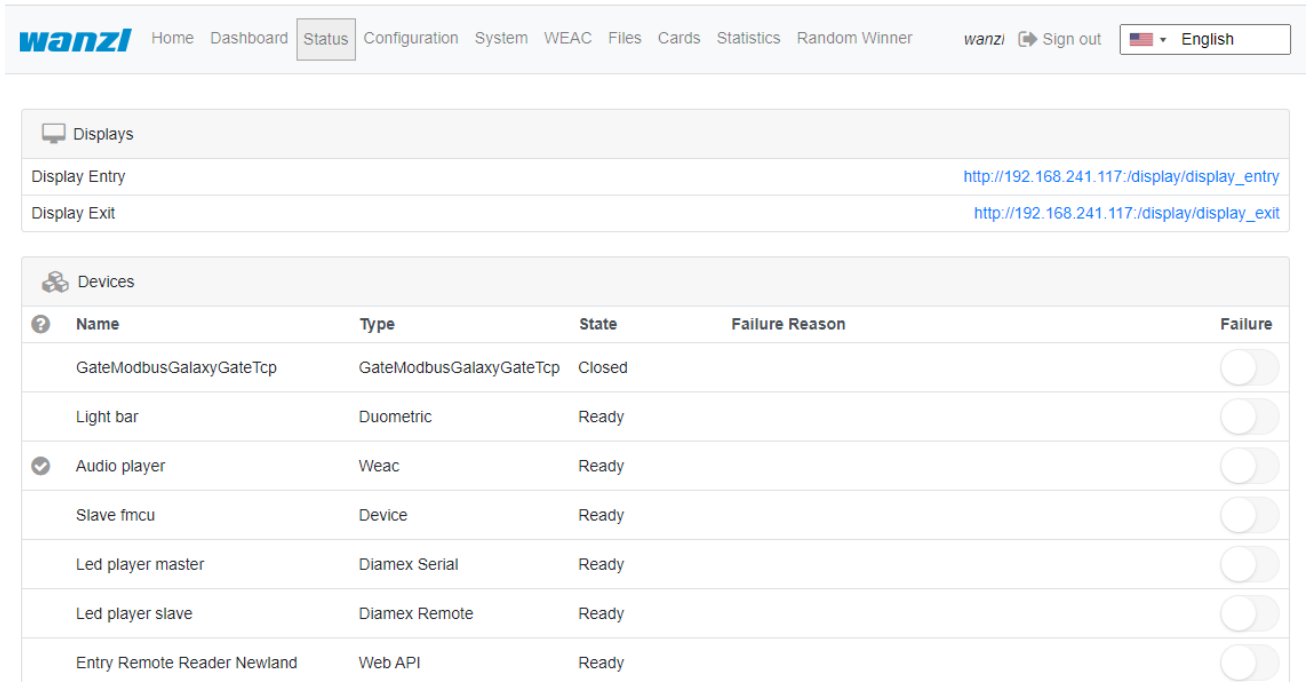 wanzl Home Dashboard Status Configuration System WEAC Files Cards Statistics Random Winner wanzl Sign out English
Displays
Display Entry http://192.168.241.117:/display/display_entry
Display Exit http://192.168.241.117:/display/display_exit
Devices
Name Type State Failure Reason Failure
GateModbusGalaxyGateTcp GateModbusGalaxyGateTcp Closed
Light bar Duometric Ready
Audio player Weac Ready
Slave fmcu Device Ready
Led player master Diamex Serial Ready
Led player slave Diamex Remote Ready
Entry Remote Reader Newland Web API Ready